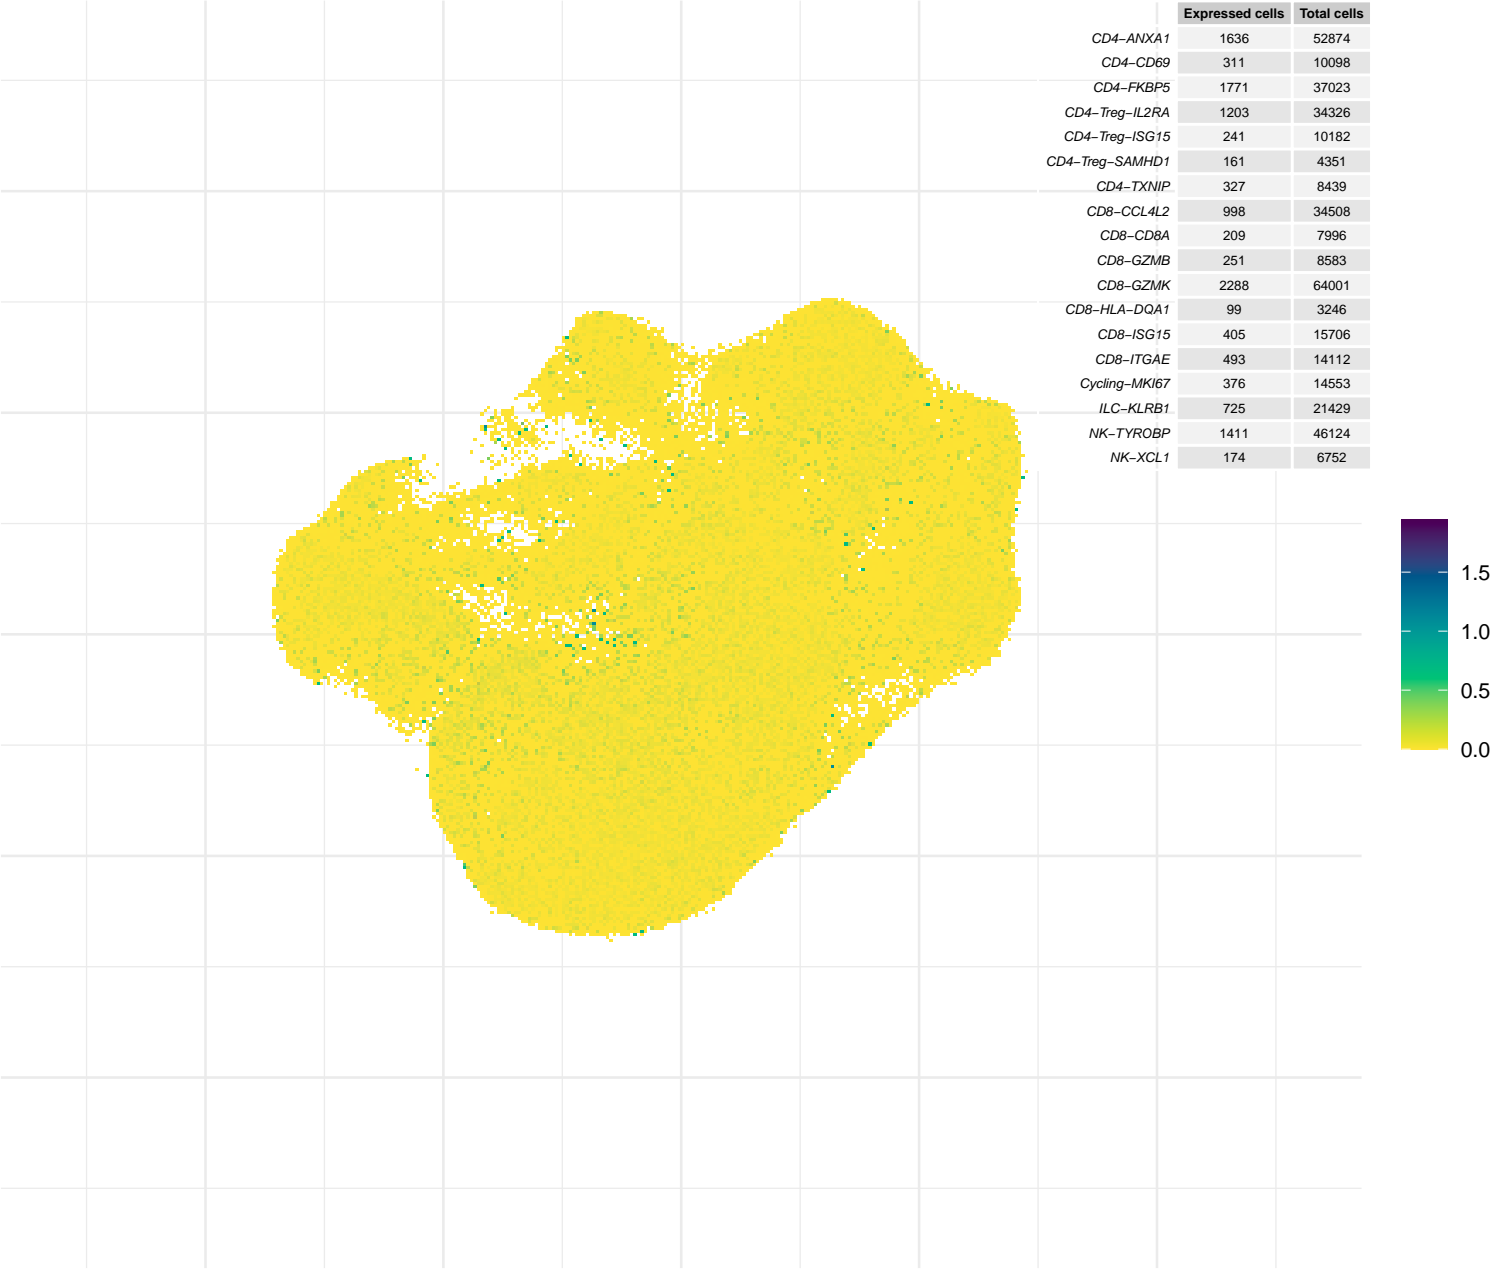 Expressed cells Total cells
CD4−ANXA1 1636 52874
CD4−CD69 311 10098
CD4−FKBP5 1771 37023
CD4−Treg−IL2RA 1203 34326
CD4−Treg−ISG15 241 10182
CD4−Treg−SAMHD1 161 4351
CD4−TXNIP 327 8439
CD8−CCL4L2 998 34508
CD8−CD8A 209 7996
CD8−GZMB 251 8583
CD8−GZMK 2288 64001
CD8−HLA−DQA1 99 3246
CD8−ISG15 405 15706
CD8−ITGAE 493 14112
Cycling−MKI67 376 14553
ILC−KLRB1 725 21429
NK−TYROBP 1411 46124
NK−XCL1 174 6752
1.5
1.0
0.5
0.0